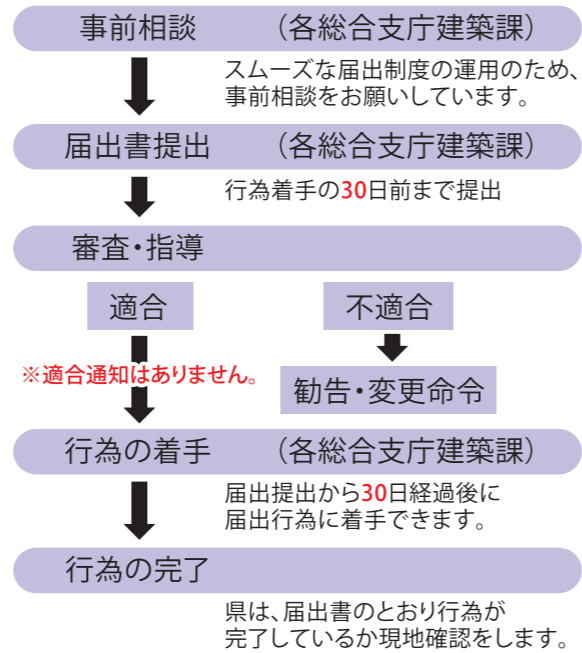 事前相談　（各総合支庁建築課）
スムーズな届出制度の運用のため、
事前相談をお願いしています。
届出書提出　（各総合支庁建築課）
行為着手の30日前まで提出
審査・指導
適合　不適合
※適合通知はありません。
勧告・変更命令
行為の着手　（各総合支庁建築課）
届出提出から30日経過後に
届出行為に着手できます。
行為の完了
県は、届出書のとおり行為が
完了しているか現地確認をします。